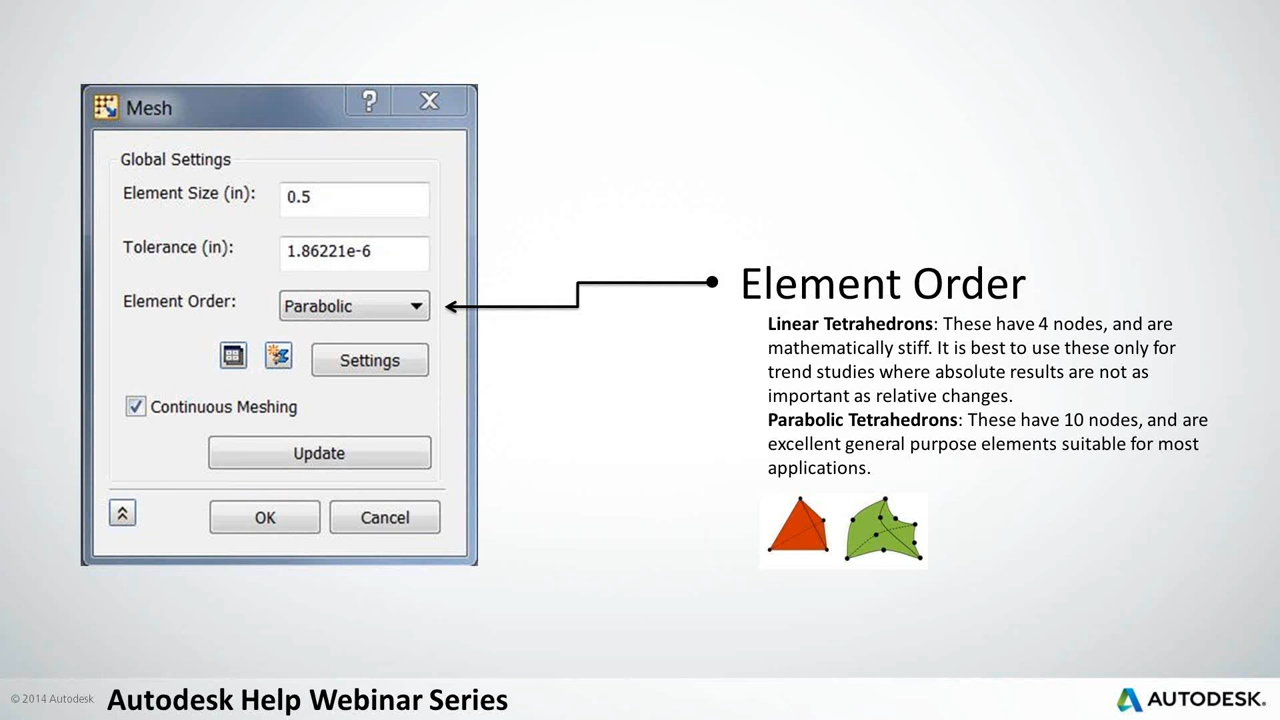 Mesh
Global Settings
Element Size (in):
0.5
Tolerance (in):
1.86221e-6
Element Order:
Parabolic
Settings
Continuous Meshing
Update
OK
Cancel
Element Order
Linear Tetrahedrons: These have 4 nodes, and are
mathematically stiff. It is best to use these only for
trend studies where absolute results are not as
important as relative changes.
Parabolic Tetrahedrons: These have 10 nodes, and are
excellent general purpose elements suitable for most
applications.
© 2014 Autodesk
Autodesk Help Webinar Series
AUTODESK.